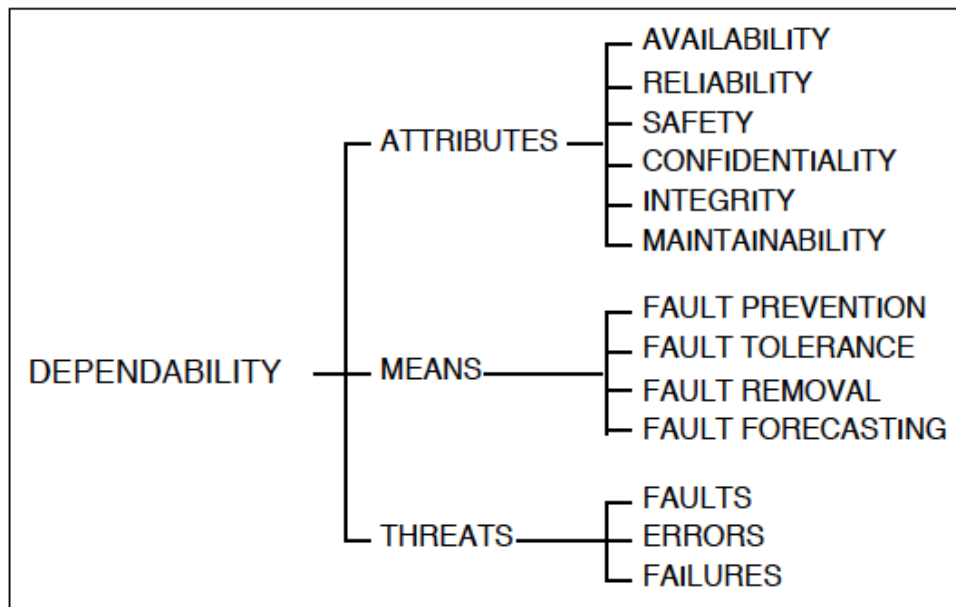 DEPENDABILITY
ATTRIBUTES
AVAILABILITY
RELIABILITY
SAFETY
CONFIDENTIALITY
INTEGRITY
MAINTAINABILITY
MEANS
FAULT PREVENTION
FAULT TOLERANCE
FAULT REMOVAL
FAULT FORECASTING
THREATS
FAULTS
ERRORS
FAILURES